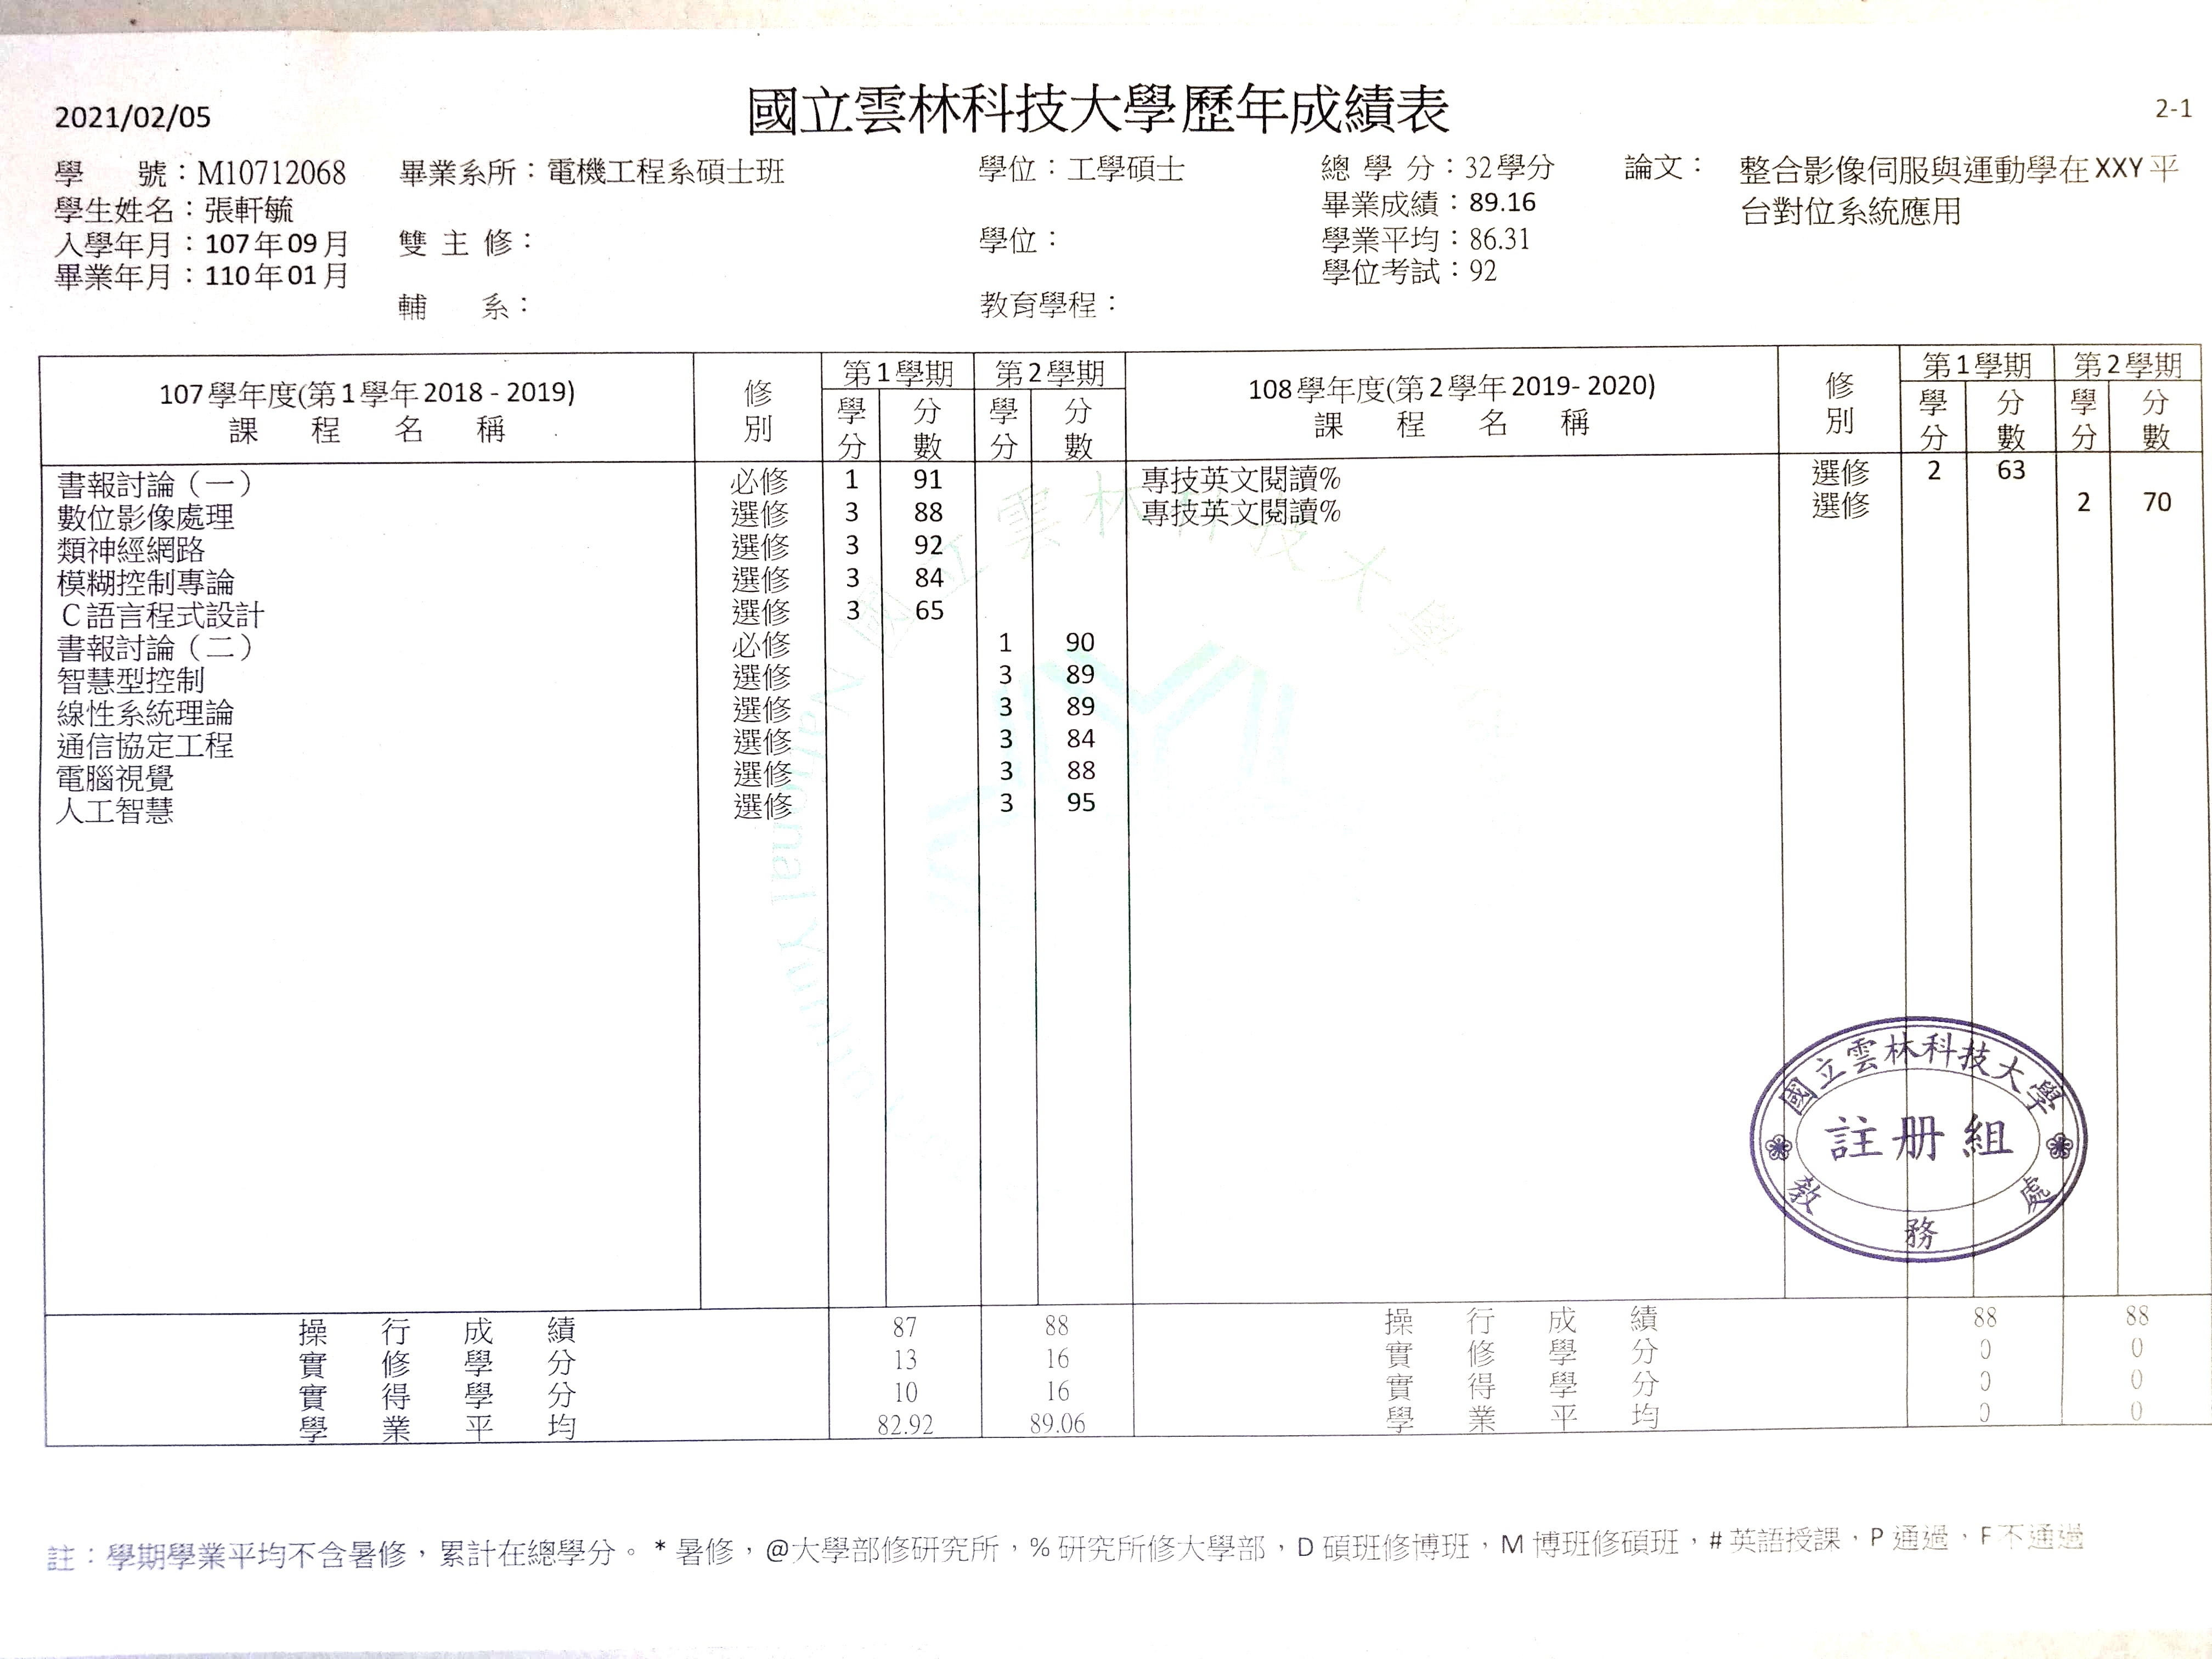 2021/02/05
國立雲林科技大學歷年成績表
2-1
學 號：M10712068 畢業系所：電機工程系碩士班 學位：工學碩士 總學分：32學分 論文： 整合影像伺服與運動學在XXY平
台對位系統應用
學生姓名：張軒毓 畢業成績：89.16
入學年月：107年09月 雙主修： 學位： 學業平均：86.31
畢業年月：110年01月 學位考試：92
輔 系： 教育學程：
107學年度(第1學年2018 - 2019) 修別 第1學期 第2學期 108學年度(第2學年2019- 2020) 修別 第1學期 第2學期
課程名稱 學分 分數 學分 分數 課程名稱 學分 分數 學分 分數
書報討論（一） 必修 1 91 專技英文閱讀% 選修 2 63
數位影像處理 選修 3 88 專技英文閱讀% 選修 2 70
類神經網路 選修 3 92
模糊控制專論 選修 3 84
C語言程式設計 選修 3 65
書報討論（二） 必修 1 90
智慧型控制 選修 3 89
線性系統理論 選修 3 89
通信協定工程 選修 3 84
電腦視覺 選修 3 88
人工智慧 選修 3 95
國立雲林科技大學
National Yunlin
國立雲林科技大學
註冊組
教務處
操行成績 87 88 操行成績 88 88
實修學分 13 16 實修學分 0 0
實得學分 10 16 實得學分 0 0
學業平均 82.92 89.06 學業平均 0 0
註：學期學業平均不含暑修，累計在總學分。 * 暑修，@大學部修研究所，% 研究所修大學部，D 碩班修博班，M 博班修碩班，# 英語授課，P 通過，F 不通過